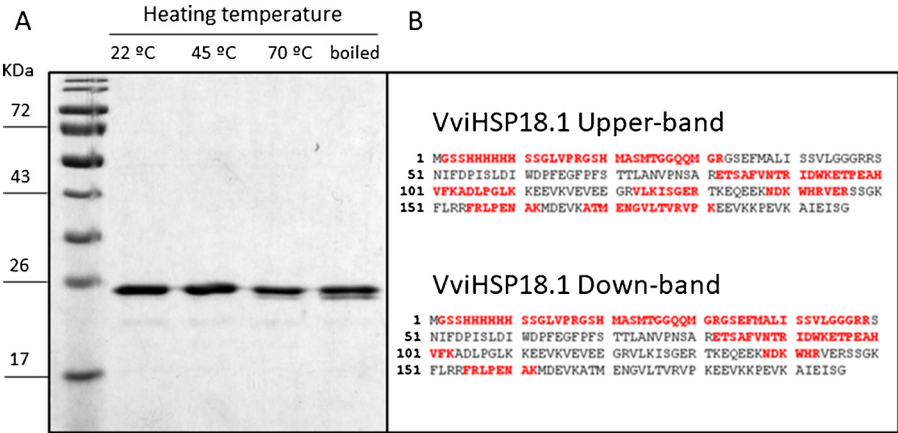 A
Heating temperature
22 ºC 45 ºC 70 ºC boiled
KDa
72
43
26
17
B
VviHSP18.1 Upper-band
1 MGSSHHHHHH SSGLVPRGSH MASMTGGQQM GRGSEFMALI SSVLGGGRRS
51 NIFDPISLDI WDPFEGFPFS TTLANVPNSA RETSAFVNTR IDWKETPEAH
101 VFKADLPGLK KEEVKVEVEE GRVLKISGER TKEQEEKNDK WHRVERSSGK
151 FLRRFRLPEN AKMDEVKATM ENGVLTVRVP KEEVKKPEVK AIEISG
VviHSP18.1 Down-band
1 MGSSHHHHHH SSGLVPRGSH MASMTGGQQM GRGSEFMALI SSVLGGGRRS
51 NIFDPISLDI WDPFEGFPFS TTLANVPNSA RETSAFVNTR IDWKETPEAH
101 VFKADLPGLK KEEVKVEVEE GRVLKISGER TKEQEEKNDK WHRVERSSGK
151 FLRRFRLPEN AKMDEVKATM ENGVLTVRVP KEEVKKPEVK AIEISG